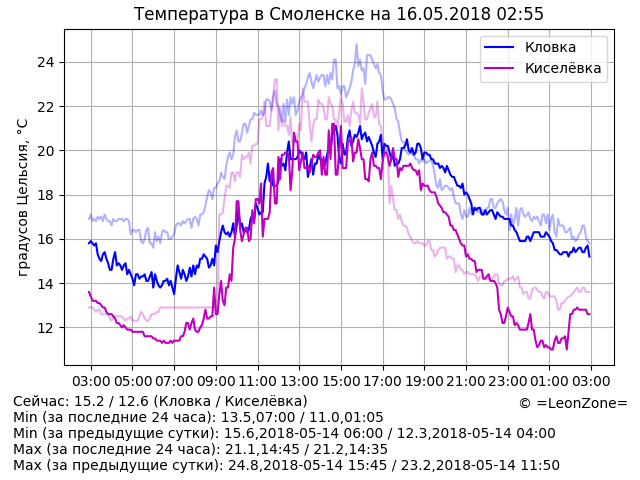 Температура в Смоленске на 16.05.2018 02:55
Кловка
Киселёвка
градусов Цельсия, °C
24
22
20
18
16
14
12
03:00 05:00 07:00 09:00 11:00 13:00 15:00 17:00 19:00 21:00 23:00 01:00 03:00
Сейчас: 15.2 / 12.6 (Кловка / Киселёвка)
© =LeonZone=
Min (за последние 24 часа): 13.5,07:00 / 11.0,01:05
Min (за предыдущие сутки): 15.6,2018-05-14 06:00 / 12.3,2018-05-14 04:00
Max (за последние 24 часа): 21.1,14:45 / 21.2,14:35
Max (за предыдущие сутки): 24.8,2018-05-14 15:45 / 23.2,2018-05-14 11:50